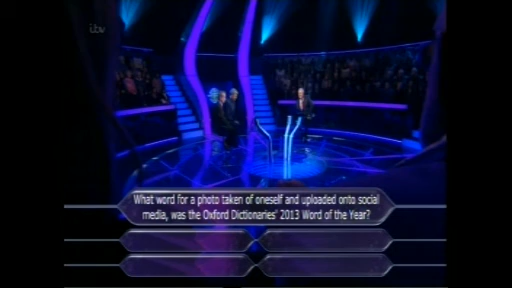 itv
What word for a photo taken of oneself and uploaded onto social
media, was the Oxford Dictionaries' 2013 Word of the Year?